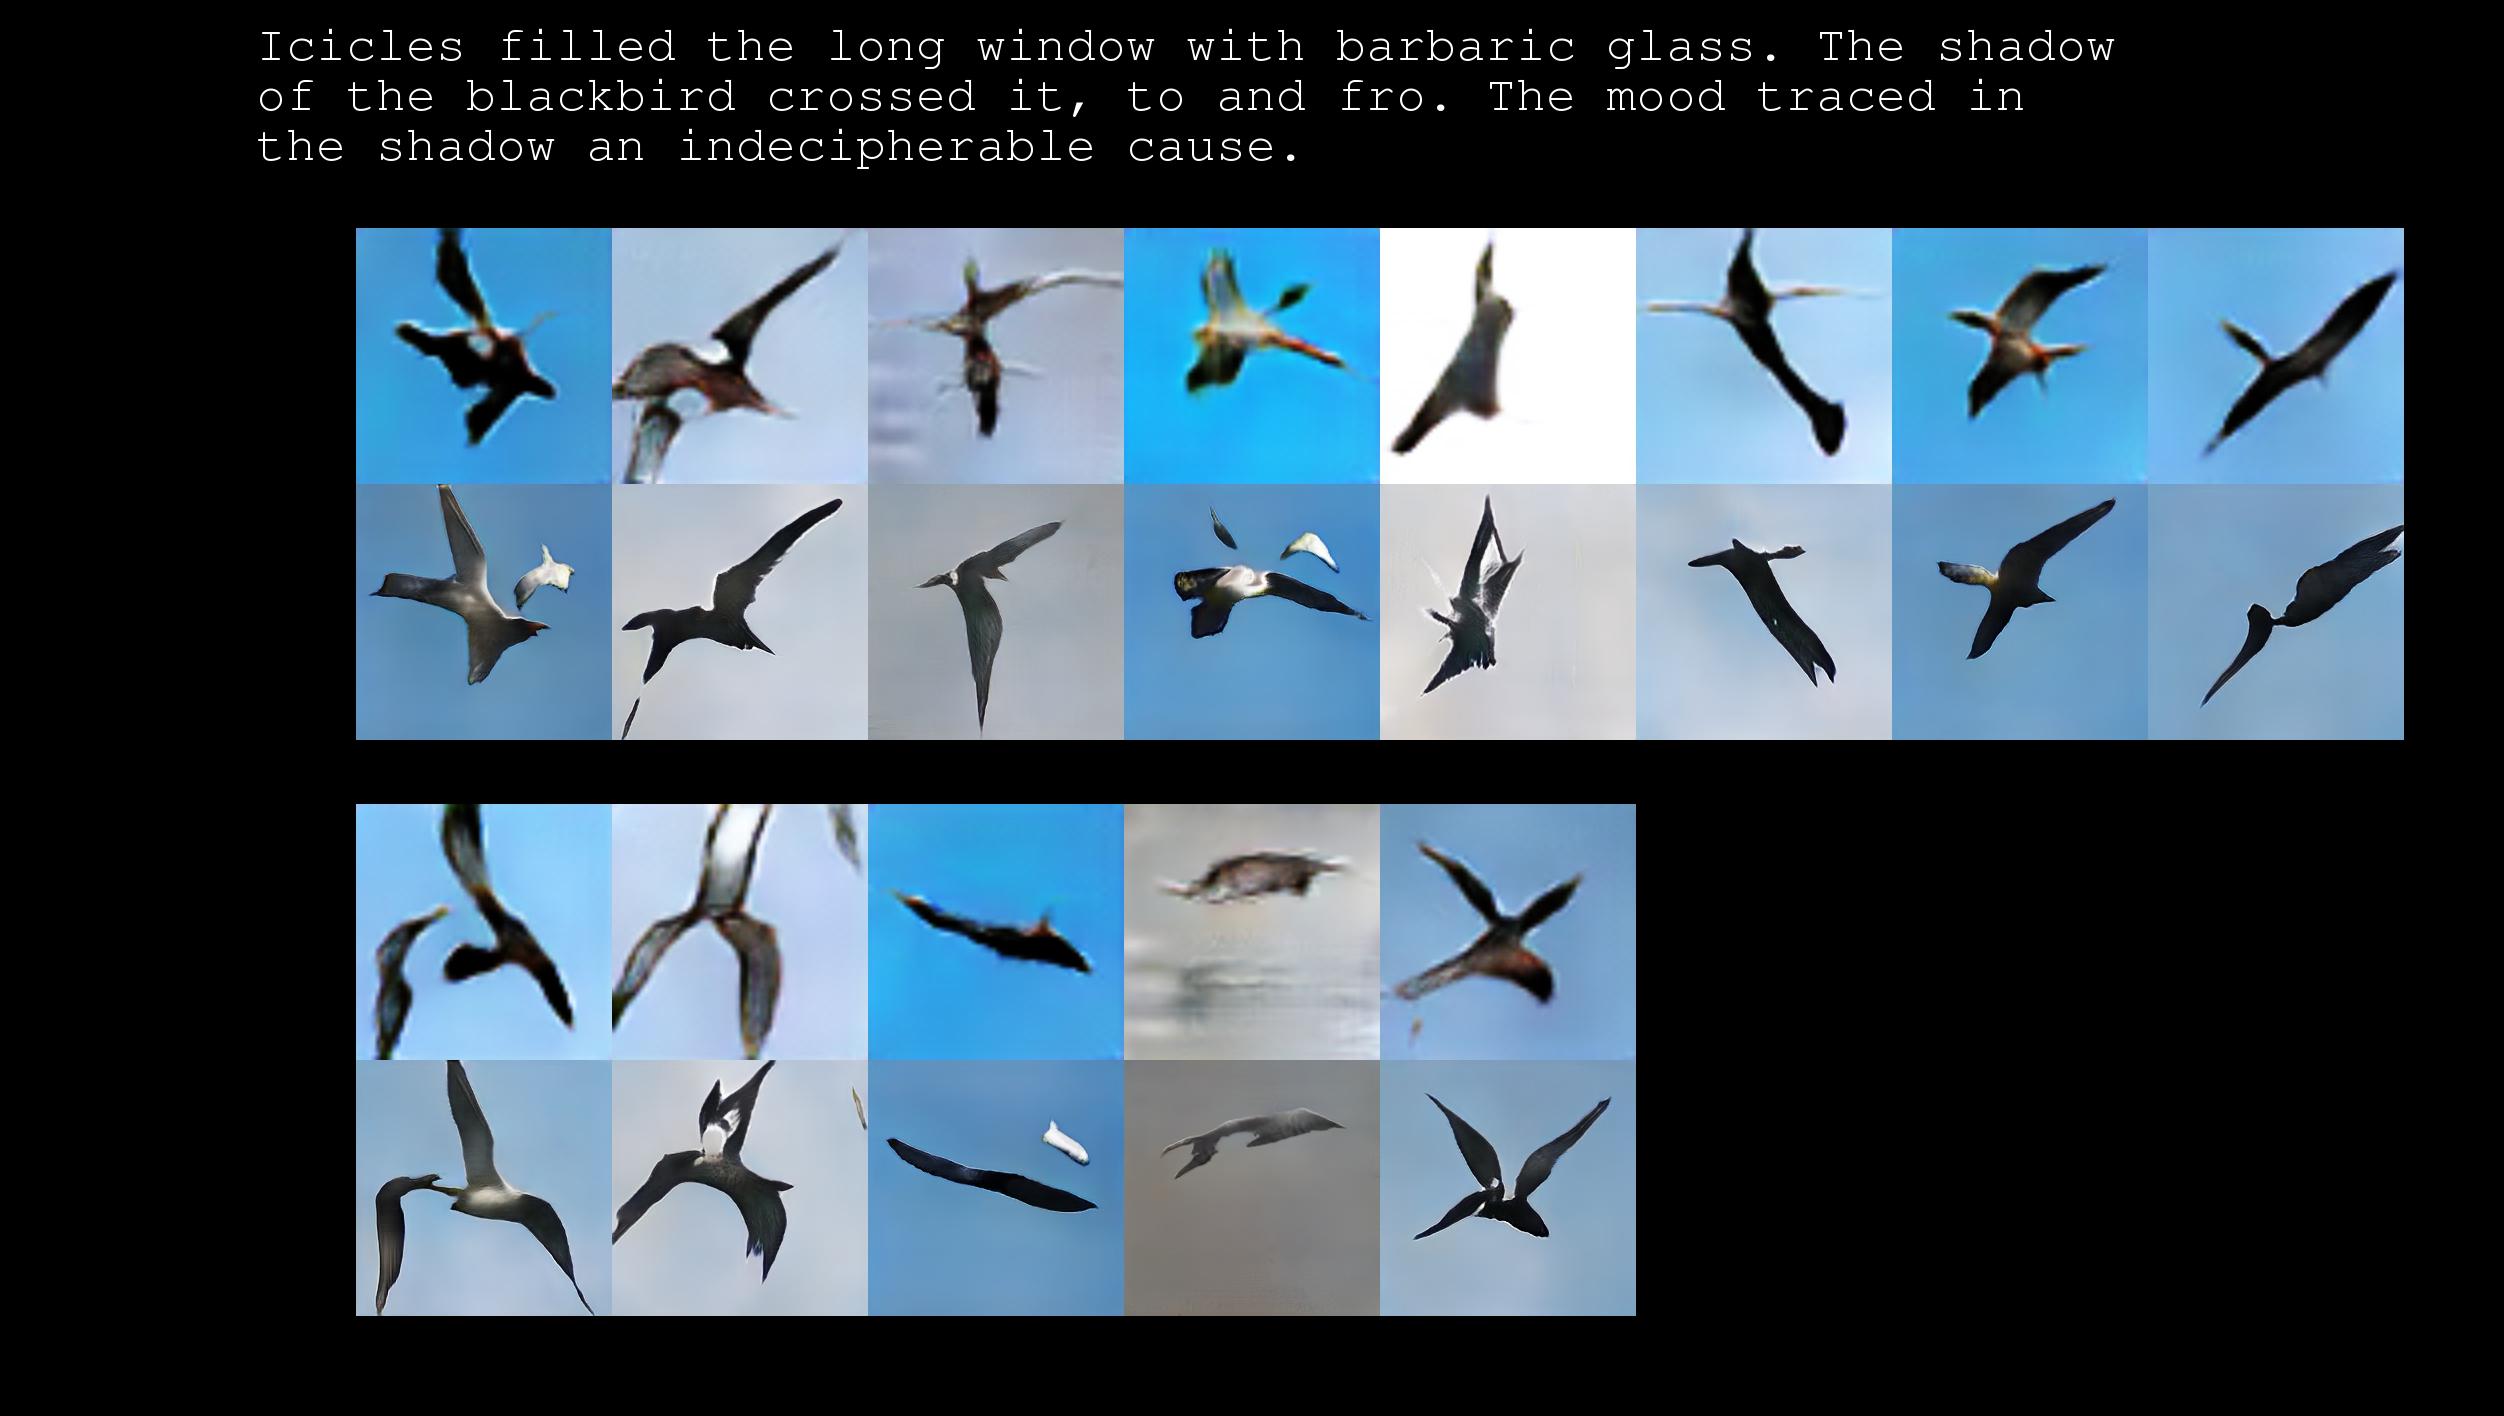 Icicles filled the long window with barbaric glass. The shadow
of the blackbird crossed it, to and fro. The mood traced in
the shadow an indecipherable cause.